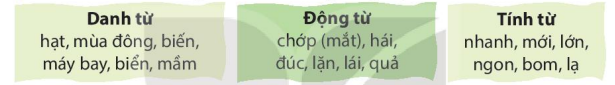 Danh từ
hạt, mùa đông, biến,
máy bay, biển, mầm
Động từ
chớp (mắt), hái,
đúc, lặn, lái, quả
Tính từ
nhanh, mới, lớn,
ngon, bom, lạ